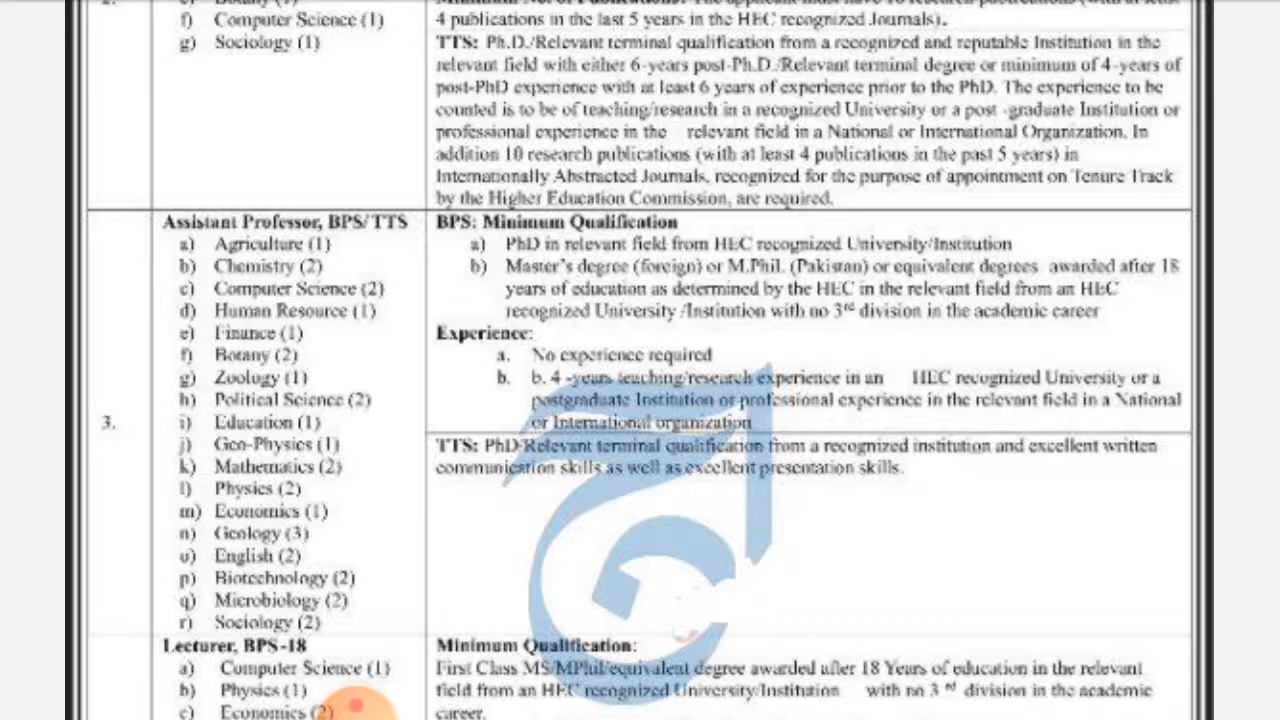 f) Computer Science (1)
g) Sociology (1)
4 publications in the last 5 years in the HEC recognized Journals).
TTS: Ph.D./Relevant terminal qualification from a recognized and reputable Institution in the
relevant field with either 6-years post-Ph.D./Relevant terminal degree or minimum of 4-years of
post-PhD experience with at least 6 years of experience prior to the PhD. The experience to be
counted is to be of teaching/research in a recognized University or a post -graduate Institution or
professional experience in the relevant field in a National or International Organization. In
addition 10 research publications (with at least 4 publications in the past 5 years) in
Internationally Abstracted Journals, recognized for the purpose of appointment on Tenure Track
by the Higher Education Commission, are required.
3.
Assistant Professor, BPS/ TTS
a) Agriculture (1)
b) Chemistry (2)
c) Computer Science (2)
d) Human Resource (1)
e) Finance (1)
f) Botany (2)
g) Zoology (1)
h) Political Science (2)
i) Education (1)
j) Geo-Physics (1)
k) Mathematics (2)
l) Physics (2)
m) Economics (1)
n) Geology (3)
o) English (2)
p) Biotechnology (2)
q) Microbiology (2)
r) Sociology (2)
BPS: Minimum Qualification
a) PhD in relevant field from HEC recognized University/Institution
b) Master's degree (foreign) or M.Phil. (Pakistan) or equivalent degrees awarded after 18
years of education as determined by the HEC in the relevant field from an HEC
recognized University /Institution with no 3rd division in the academic career
Experience:
a. No experience required
b. b. 4 -years teaching/research experience in an HEC recognized University or a
postgraduate Institution or professional experience in the relevant field in a National
or International organization
TTS: PhD/Relevant terminal qualification from a recognized institution and excellent written
communication skills as well as excellent presentation skills.
Lecturer, BPS-18
a) Computer Science (1)
b) Physics (1)
c) Economics (2)
Minimum Qualification:
First Class MS/MPhil/equivalent degree awarded after 18 Years of education in the relevant
field from an HEC recognized University/Institution with no 3 rd division in the academic
career.